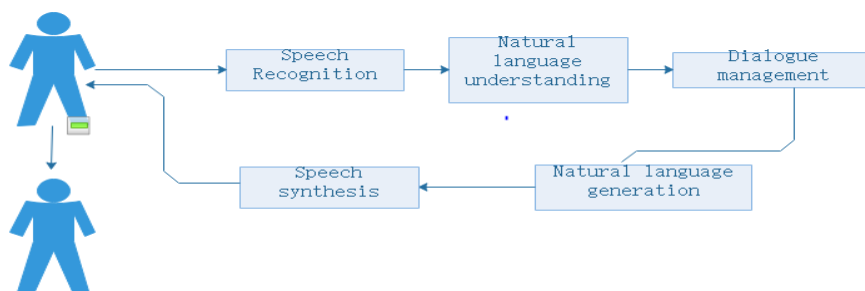 Speech
Recognition
Natural
language
understanding
Dialogue
management
Speech
synthesis
Natural language
generation